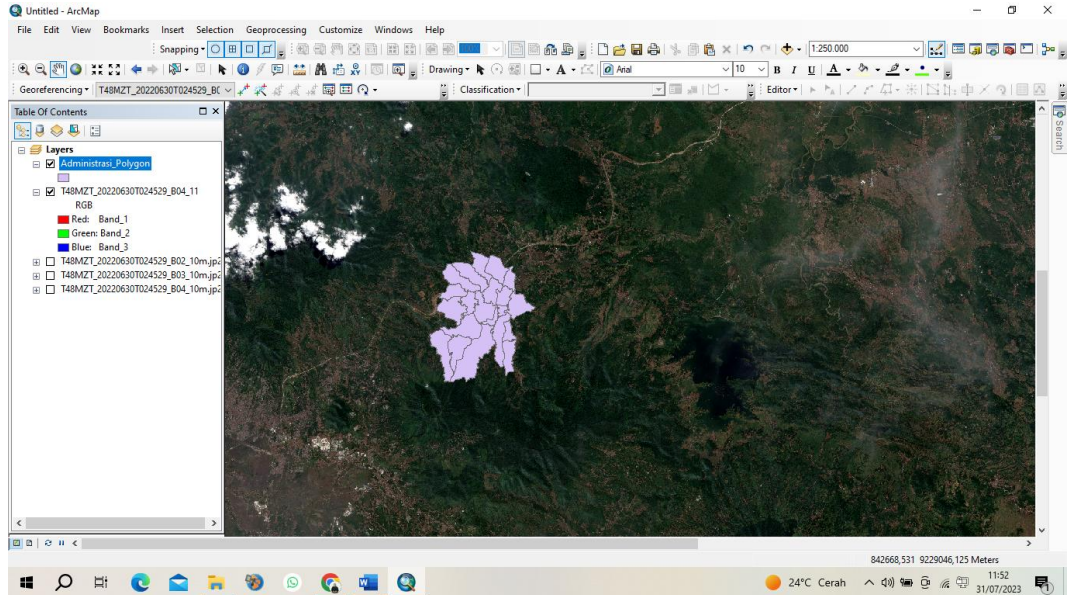 Untitled - ArcMap
File Edit View Bookmarks Insert Selection Geoprocessing Customize Windows Help
Snapping 1:250.000
Drawing A Arial 10 B I U A
Georeferencing T48MZT_20220630T024529_BC Classification Editor
Table Of Contents
Search
Layers
Administrasi_Polygon
T48MZT_20220630T024529_B04_11
RGB
Red: Band_1
Green: Band_2
Blue: Band_3
T48MZT_20220630T024529_B02_10m.jp2
T48MZT_20220630T024529_B03_10m.jp2
T48MZT_20220630T024529_B04_10m.jp2
842668,531 9229046,125 Meters
24°C Cerah 11:52
31/07/2023